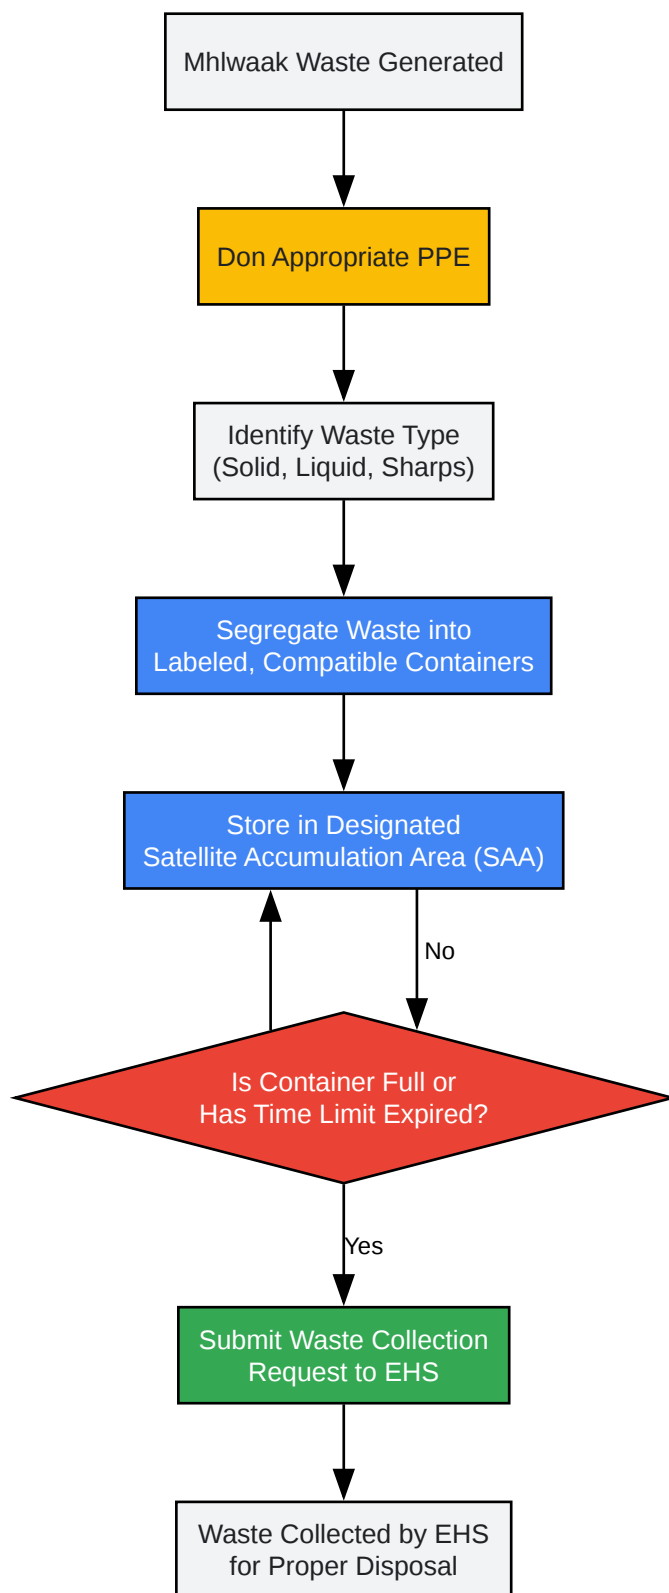 Mhlwaak Waste Generated
Don Appropriate PPE
Identify Waste Type
(Solid, Liquid, Sharps)
Segregate Waste into
Labeled, Compatible Containers
Store in Designated
Satellite Accumulation Area (SAA)
No
Is Container Full or
Has Time Limit Expired?
Yes
Submit Waste Collection
Request to EHS
Waste Collected by EHS
for Proper Disposal